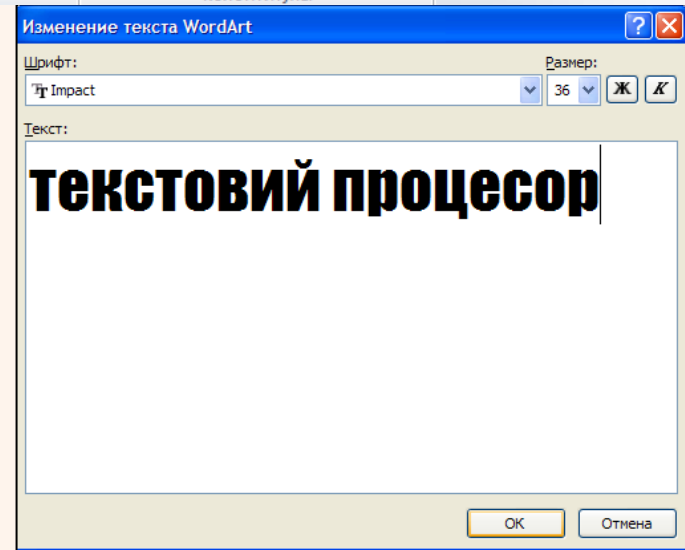 Изменение текста WordArt
Шрифт: Размер:
Impact 36 Ж К
Текст:
текстовий процесор
ОК Отмена